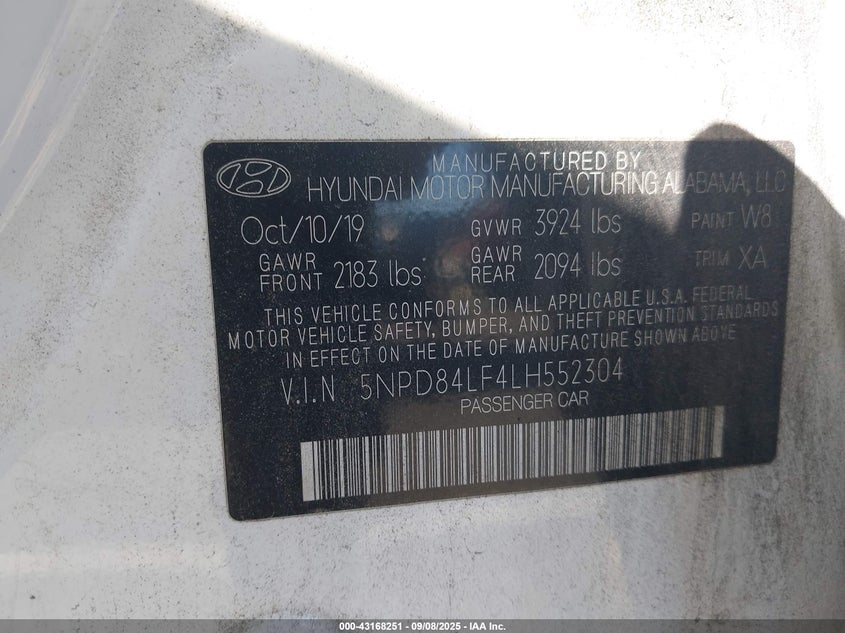 MANUFACTURED BY
HYUNDAI MOTOR MANUFACTURING ALABAMA, LLC
Oct/10/19 GVWR 3924 lbs PAINT W8
GAWR FRONT 2183 lbs GAWR REAR 2094 lbs TRIM XA
THIS VEHICLE CONFORMS TO ALL APPLICABLE U.S.A. FEDERAL
MOTOR VEHICLE SAFETY, BUMPER, AND THEFT PREVENTION STANDARDS
IN EFFECT ON THE DATE OF MANUFACTURE SHOWN ABOVE
V.I.N 5NPD84LF4LH552304
PASSENGER CAR
000-43168251 - 09/08/2025 - IAA Inc.